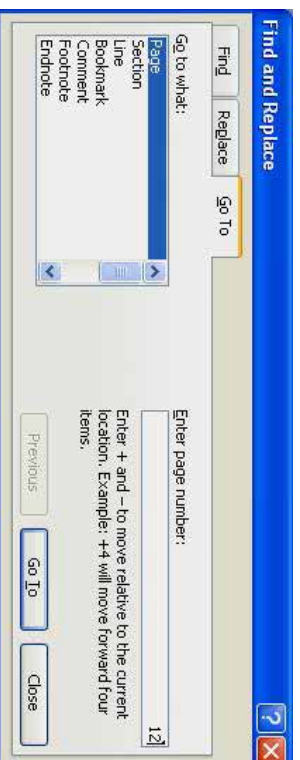 Find and Replace
Find
Replace
Go To
Go to what:
Page
Section
Line
Bookmark
Comment
Footnote
Endnote
Enter page number:
12
Enter + and – to move relative to the current
location. Example: +4 will move forward four
items.
Previous
Go To
Close